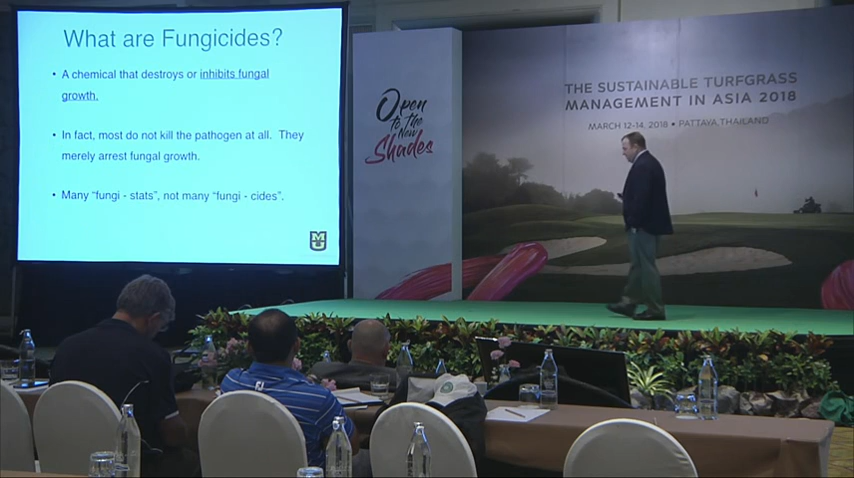 What are Fungicides?
• A chemical that destroys or inhibits fungal
growth.
• In fact, most do not kill the pathogen at all. They
merely arrest fungal growth.
• Many "fungi - stats", not many "fungi - cides".
Open
to The
New
Shades
THE SUSTAINABLE TURFGRASS
MANAGEMENT IN ASIA 2018
MARCH 12-14, 2018 • PATTAYA, THAILAND